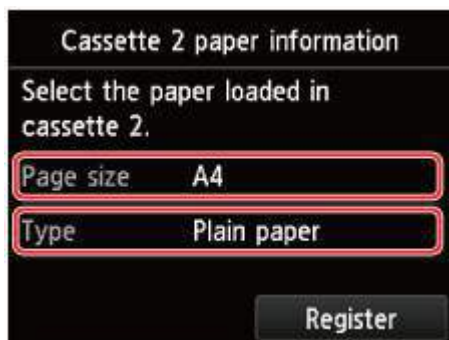 Cassette 2 paper information
Select the paper loaded in
cassette 2.
Page size A4
Type Plain paper
Register